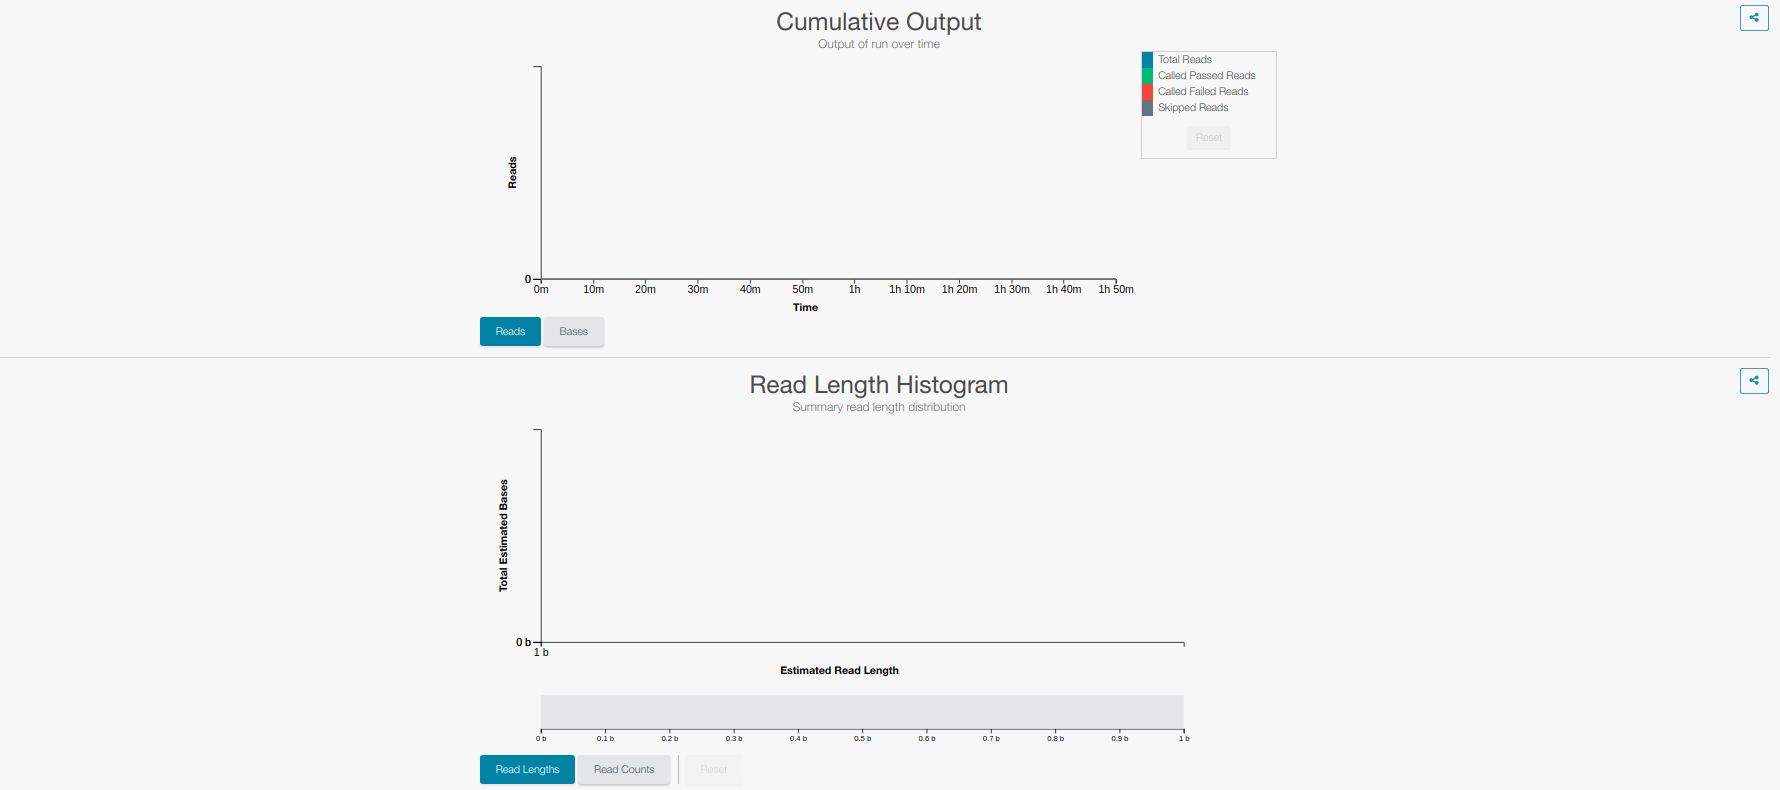 Cumulative Output
Output of run over time
Total Reads
Called Passed Reads
Called Failed Reads
Skipped Reads
Reset
Reads
0
0m 10m 20m 30m 40m 50m 1h 1h 10m 1h 20m 1h 30m 1h 40m 1h 50m
Time
Reads Bases
Read Length Histogram
Summary read length distribution
Total Estimated Bases
0 b
1 b
Estimated Read Length
0 b 0.1 b 0.2 b 0.3 b 0.4 b 0.5 b 0.6 b 0.7 b 0.8 b 0.9 b 1 b
Read Lengths Read Counts Reset